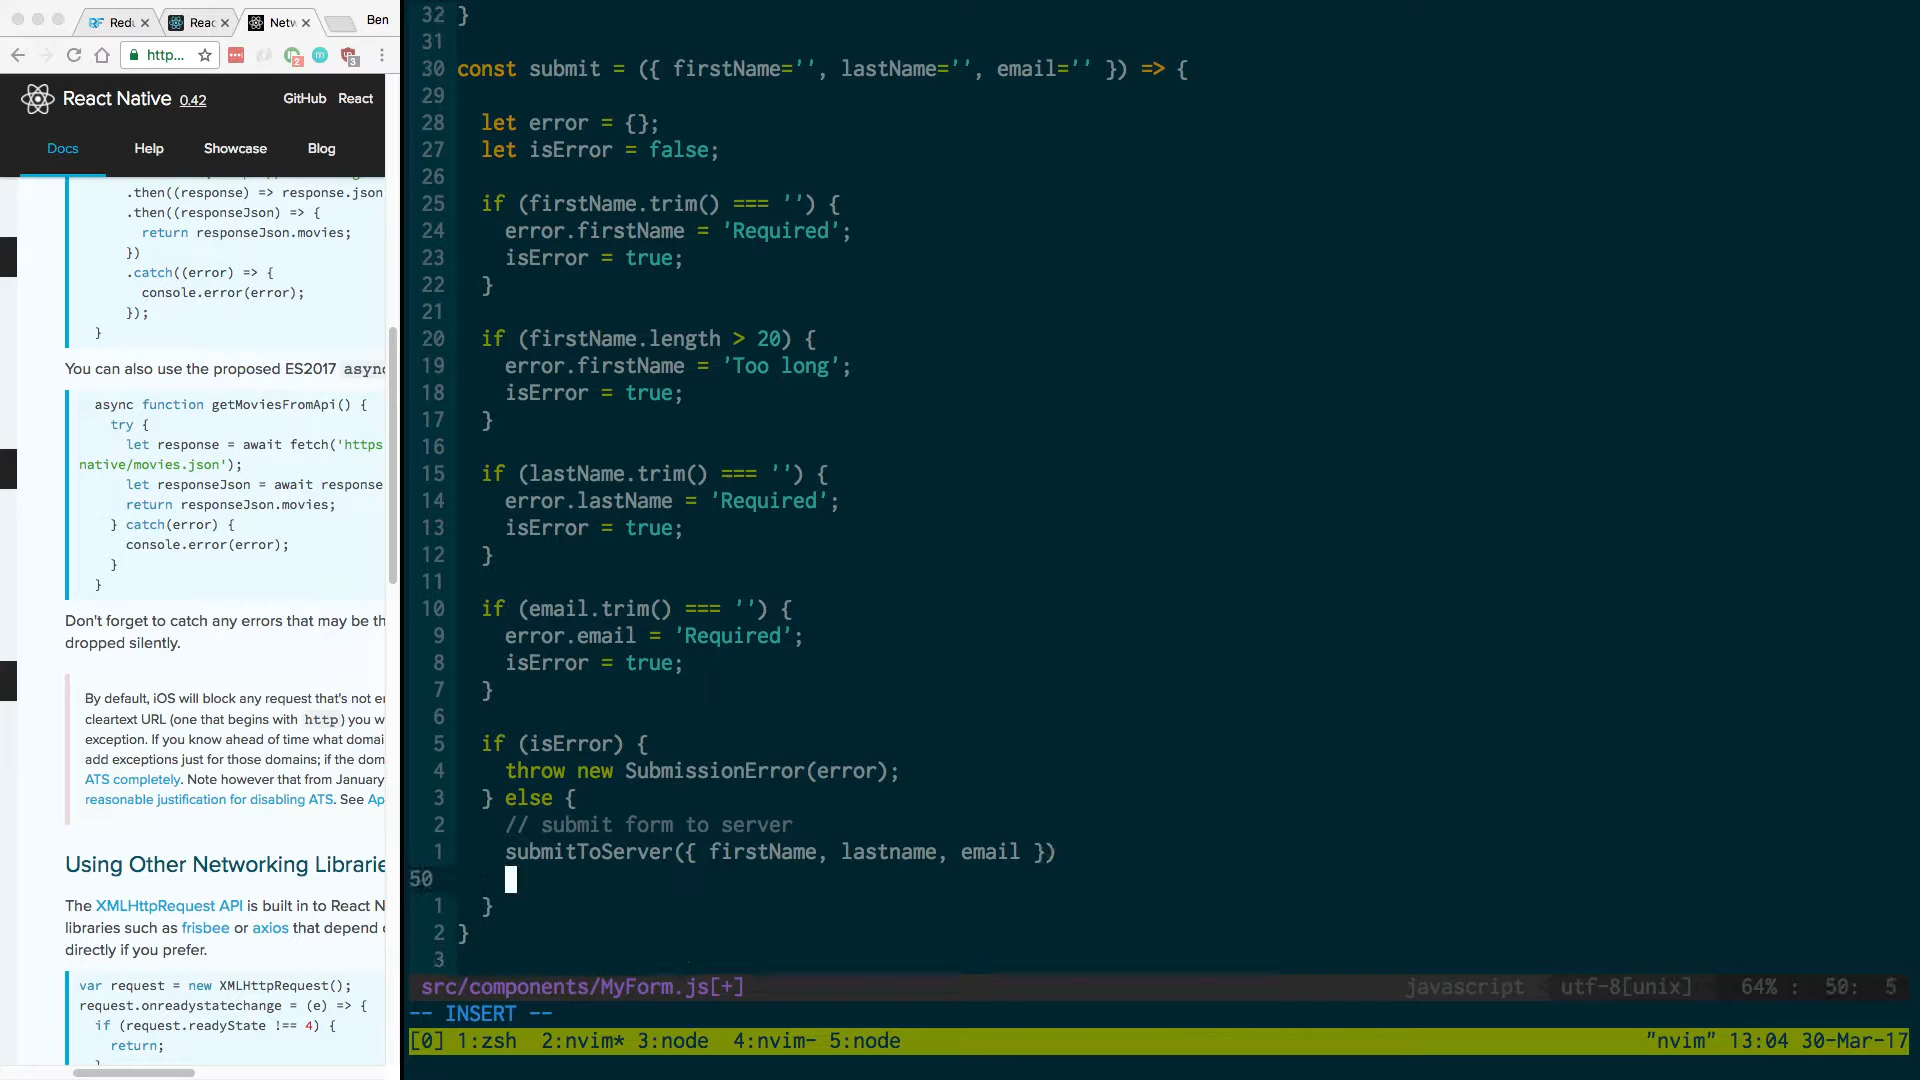 Redu
Reac
Netw
Ben
http...
2
3
React Native 0.42
GitHub
React
Docs
Help
Showcase
Blog
.then((response) => response.json
.then((responseJson) => {
return responseJson.movies;
})
.catch((error) => {
console.error(error);
});
}
You can also use the proposed ES2017 async
async function getMoviesFromApi() {
try {
let response = await fetch('https
native/movies.json');
let responseJson = await response
return responseJson.movies;
} catch(error) {
console.error(error);
}
}
Don't forget to catch any errors that may be th
dropped silently.
By default, iOS will block any request that's not en
cleartext URL (one that begins with http) you w
exception. If you know ahead of time what domai
add exceptions just for those domains; if the dom
ATS completely. Note however that from January
reasonable justification for disabling ATS. See Ap
Using Other Networking Librarie
The XMLHttpRequest API is built in to React N
libraries such as frisbee or axios that depend o
directly if you prefer.
var request = new XMLHttpRequest();
request.onreadystatechange = (e) => {
if (request.readyState !== 4) {
return;
}
32 }
31
30 const submit = ({ firstName='', lastName='', email='' }) => {
29
28 let error = {};
27 let isError = false;
26
25 if (firstName.trim() === '') {
24 error.firstName = 'Required';
23 isError = true;
22 }
21
20 if (firstName.length > 20) {
19 error.firstName = 'Too long';
18 isError = true;
17 }
16
15 if (lastName.trim() === '') {
14 error.lastName = 'Required';
13 isError = true;
12 }
11
10 if (email.trim() === '') {
9 error.email = 'Required';
8 isError = true;
7 }
6
5 if (isError) {
4 throw new SubmissionError(error);
3 } else {
2 // submit form to server
1 submitToServer({ firstName, lastname, email })
50
1 }
2 }
3
src/components/MyForm.js[+] javascript utf-8[unix] 64% : 50: 5
-- INSERT --
[0] 1:zsh 2:nvim* 3:node 4:nvim- 5:node "nvim" 13:04 30-Mar-17